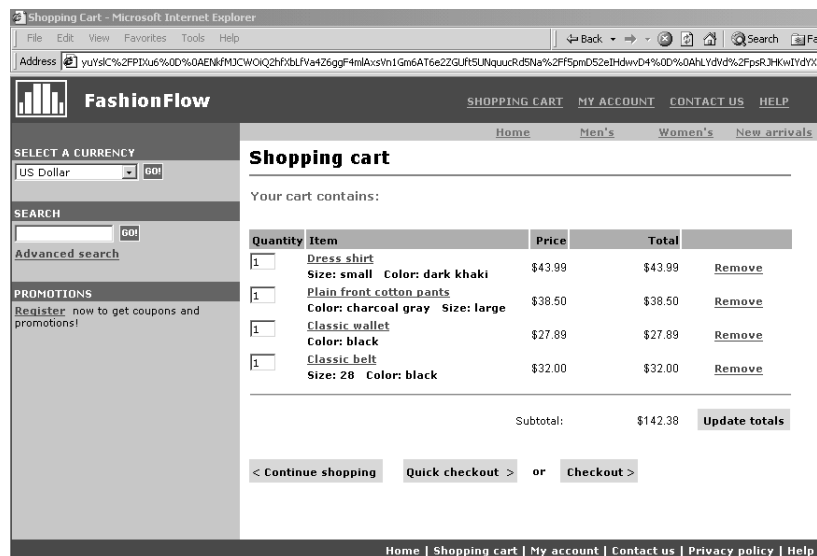 Shopping Cart - Microsoft Internet Explorer
File Edit View Favorites Tools Help
Back Search Fa
Address
FashionFlow
SHOPPING CART MY ACCOUNT CONTACT US HELP
Home Men's Women's New arrivals
SELECT A CURRENCY
US Dollar GO!
SEARCH
GO!
Advanced search
PROMOTIONS
Register now to get coupons and
promotions!
Shopping cart
Your cart contains:
Quantity Item Price Total
1 Dress shirt $43.99 $43.99 Remove
Size: small Color: dark khaki
1 Plain front cotton pants $38.50 $38.50 Remove
Color: charcoal gray Size: large
1 Classic wallet $27.89 $27.89 Remove
Color: black
1 Classic belt $32.00 $32.00 Remove
Size: 28 Color: black
Subtotal: $142.38 Update totals
< Continue shopping Quick checkout > or Checkout >
Home | Shopping cart | My account | Contact us | Privacy policy | Help